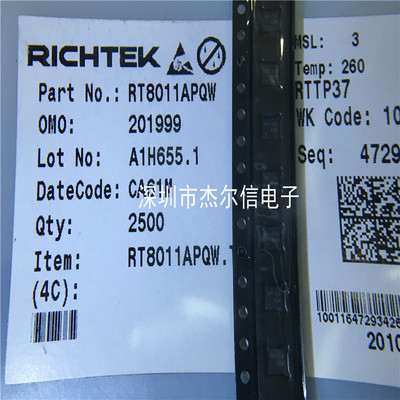 RICHTEK
Part No.: RT8011APQW
OMO: 201999
Lot No: A1H655.1
DateCode:
Qty: 2500
Item: RT8011APQW.
(4C):
MSL: 3
Temp: 260
RTTP37
WK Code: 10
Seq: 4729
1001164729342
2010
深圳市杰尔信电子